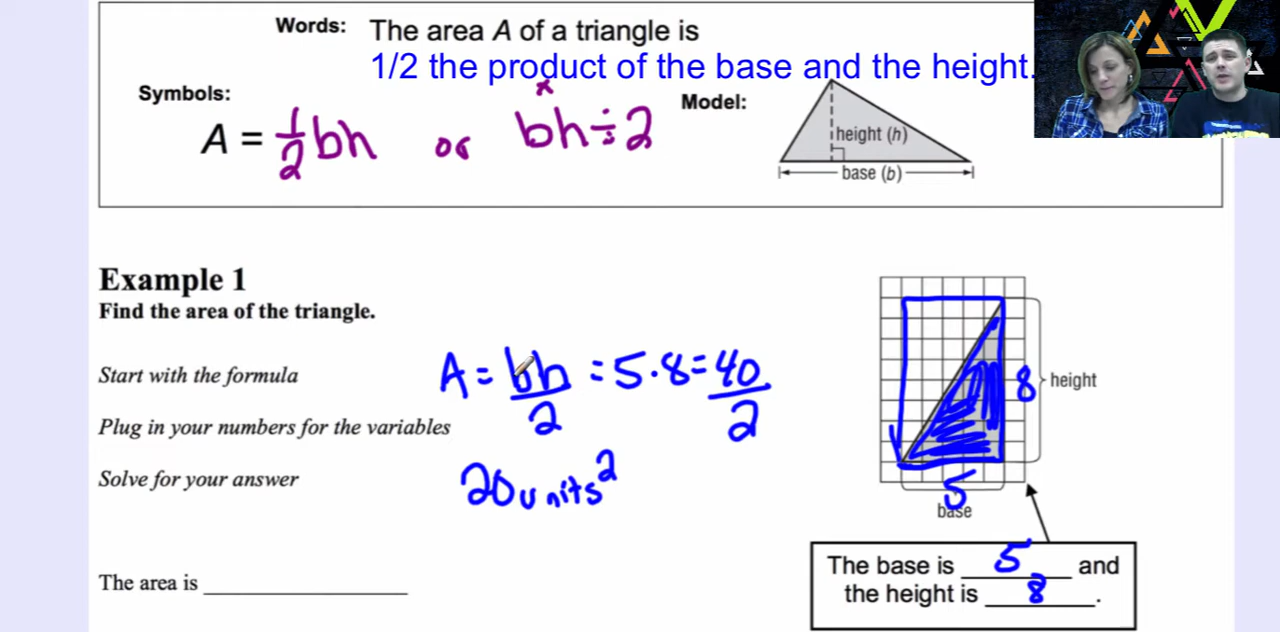 Words: The area A of a triangle is
1/2 the product of the base and the height.
Symbols:
A = 1/2 bh or bh ÷ 2
x
Model:
height (h)
base (b)
Example 1
Find the area of the triangle.
Start with the formula
A = bh/2 = 5·8 = 40/2
Plug in your numbers for the variables
Solve for your answer
20 units²
8 height
5
base
The base is 5 and
the height is 8.
The area is